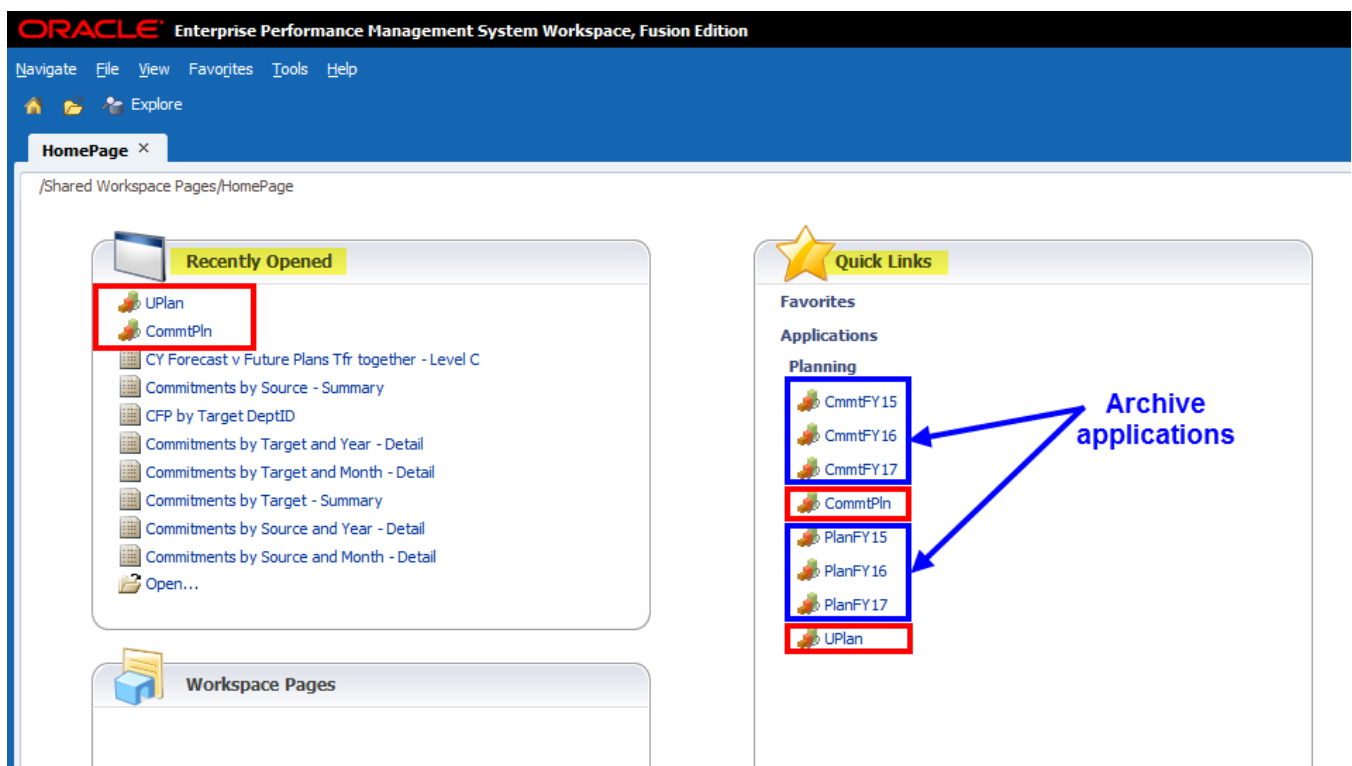 ORACLE Enterprise Performance Management System Workspace, Fusion Edition
Navigate File View Favorites Tools Help
Explore
HomePage ×
/Shared Workspace Pages/HomePage
Recently Opened
UPlan
CommtPln
CY Forecast v Future Plans Tfr together - Level C
Commitments by Source - Summary
CFP by Target DeptID
Commitments by Target and Year - Detail
Commitments by Target and Month - Detail
Commitments by Target - Summary
Commitments by Source and Year - Detail
Commitments by Source and Month - Detail
Open...
Workspace Pages
Quick Links
Favorites
Applications
Planning
CmmtFY15
CmmtFY16
CmmtFY17
CommtPln
PlanFY15
PlanFY16
PlanFY17
UPlan
Archive
applications